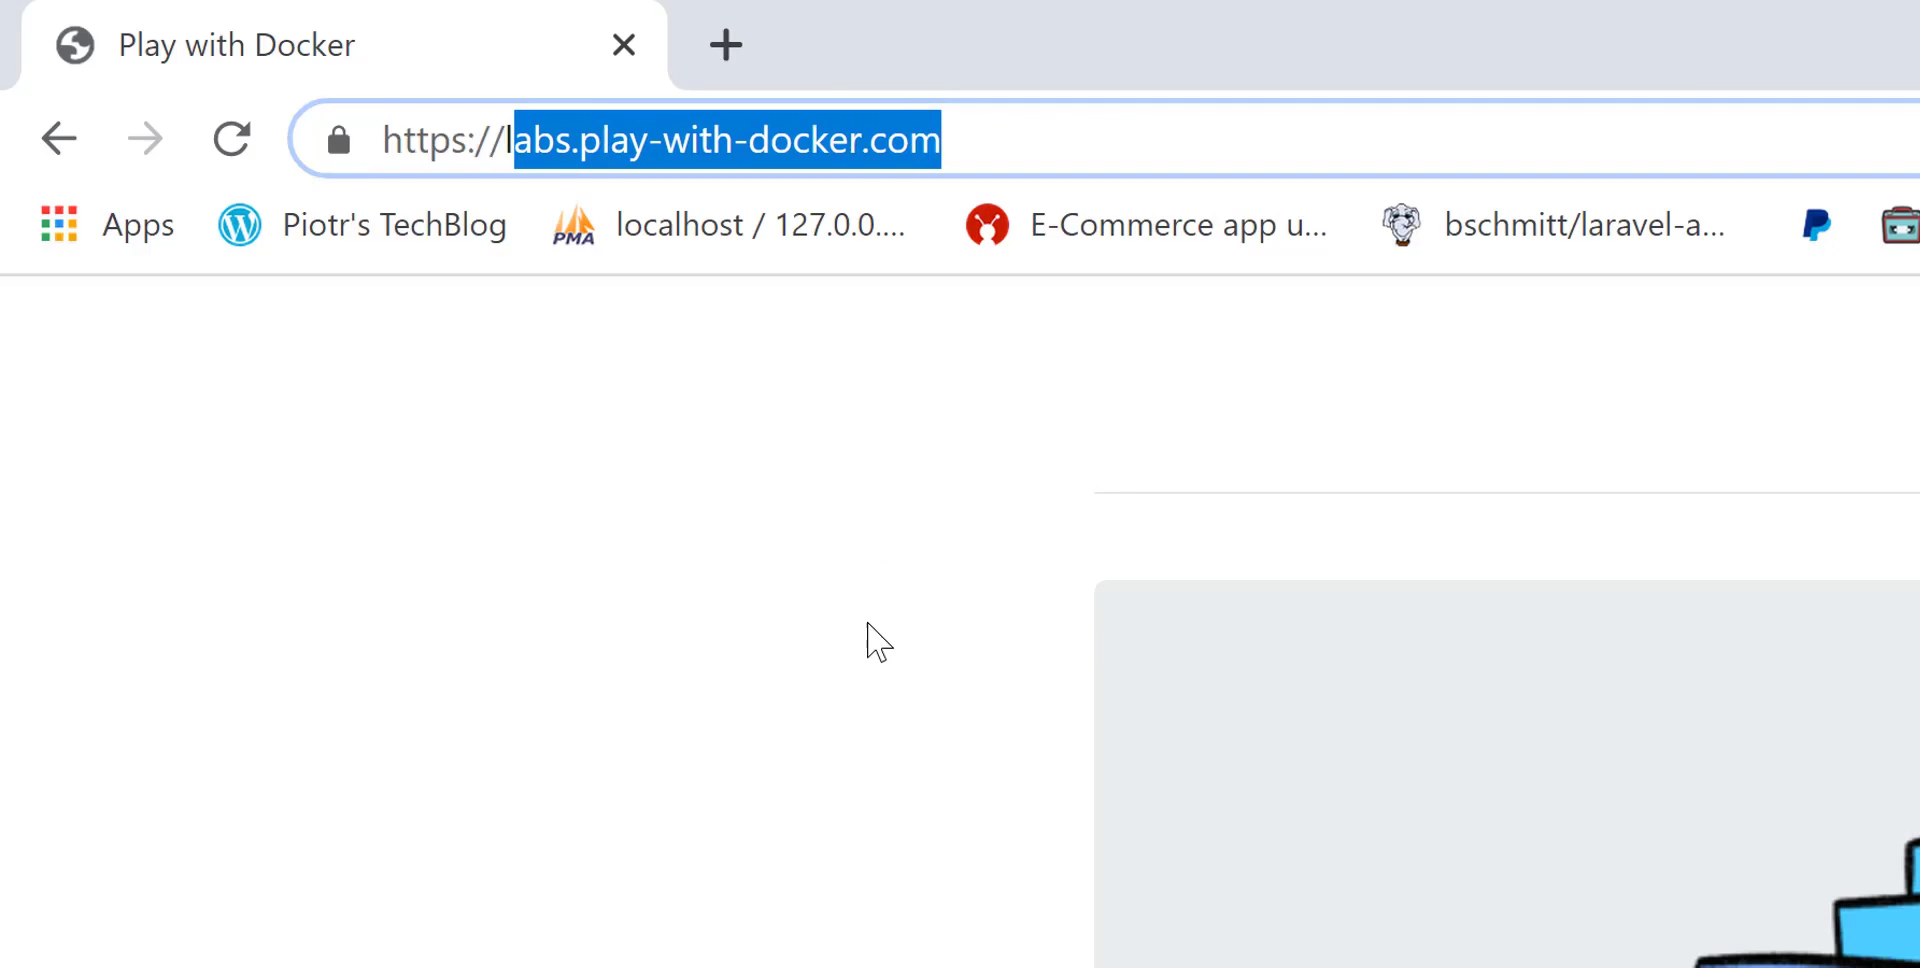 Play with Docker
https://labs.play-with-docker.com
Apps Piotr's TechBlog PMA localhost / 127.0.0.... E-Commerce app u... bschmitt/laravel-a...